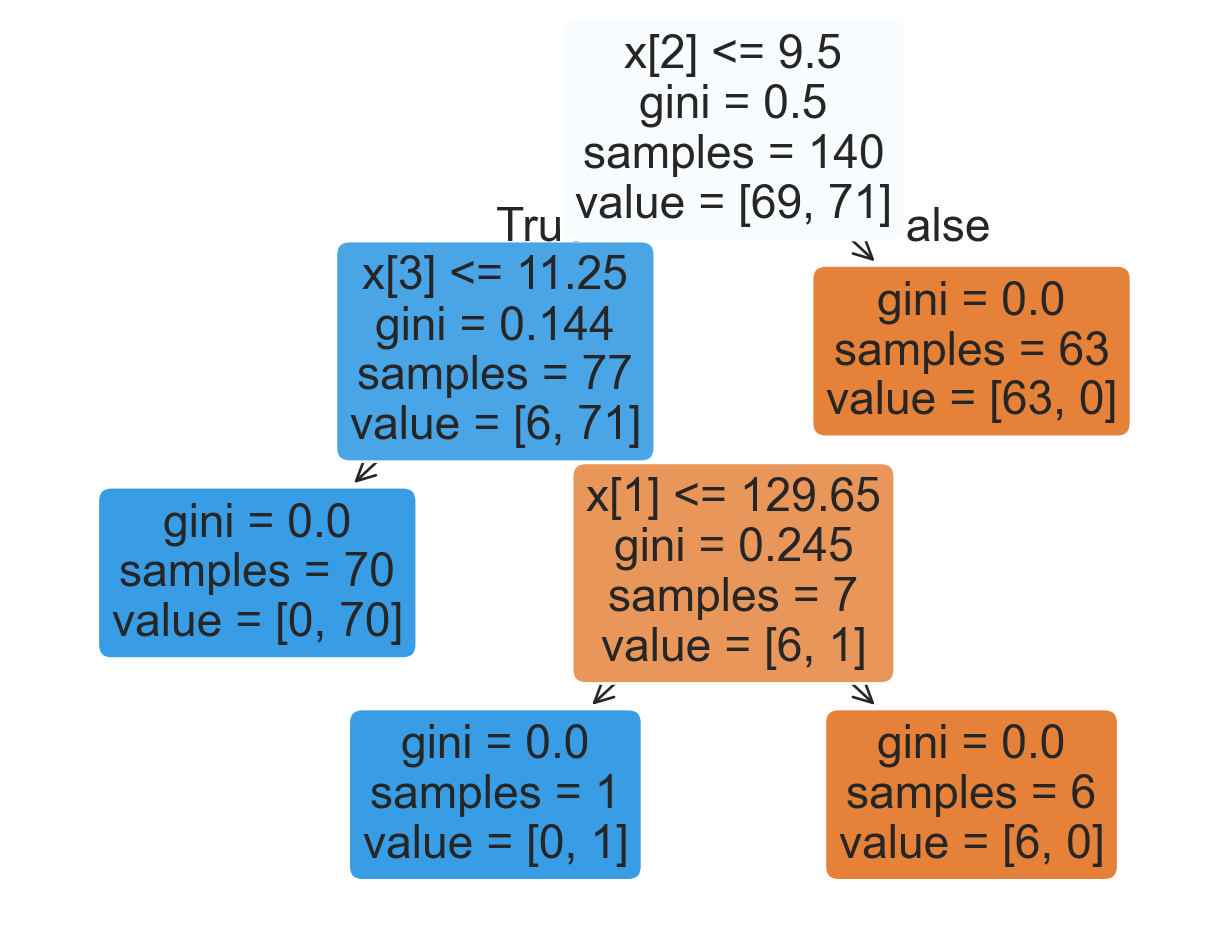 x[2] <= 9.5
gini = 0.5
samples = 140
value = [69, 71]
Tru
alse
x[3] <= 11.25
gini = 0.144
samples = 77
value = [6, 71]
gini = 0.0
samples = 63
value = [63, 0]
gini = 0.0
samples = 70
value = [0, 70]
x[1] <= 129.65
gini = 0.245
samples = 7
value = [6, 1]
gini = 0.0
samples = 1
value = [0, 1]
gini = 0.0
samples = 6
value = [6, 0]